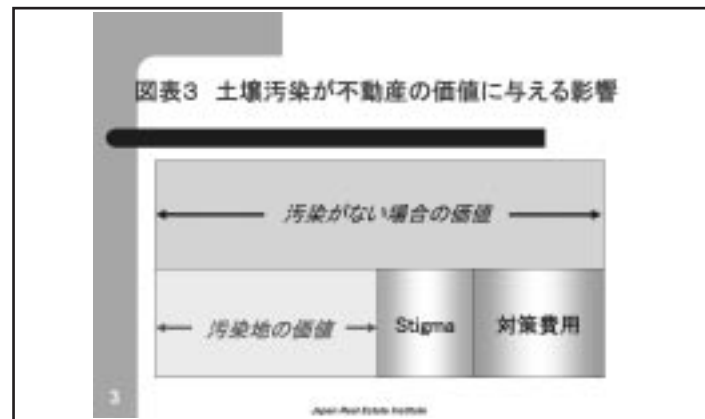 図表3 土壌汚染が不動産の価値に与える影響
汚染がない場合の価値
汚染地の価値
Stigma
対策費用
3
Japan Real Estate Institute